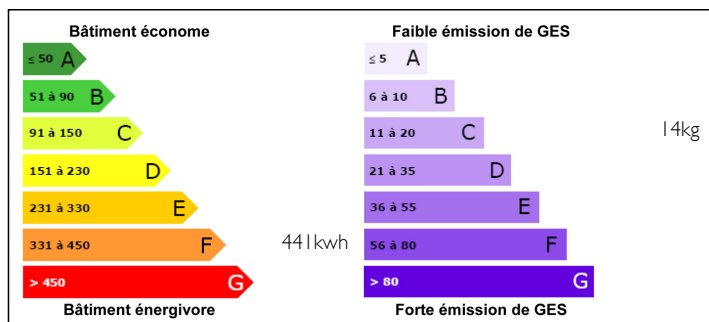 Bâtiment économe
≤ 50 A
51 à 90 B
91 à 150 C
151 à 230 D
231 à 330 E
331 à 450 F
441kwh
> 450 G
Bâtiment énergivore
Faible émission de GES
≤ 5 A
6 à 10 B
11 à 20 C
14kg
21 à 35 D
36 à 55 E
56 à 80 F
> 80 G
Forte émission de GES